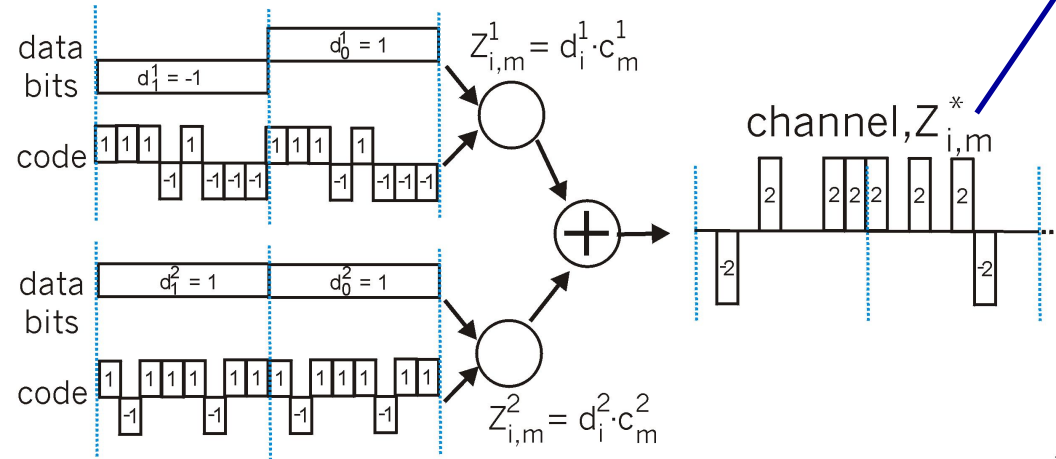 data
bits
d₁¹ = -1
d₀¹ = 1
code
1 1 1 -1 1 -1 -1 -1 1 1 1 -1 1 -1 -1 -1
Z¹ᵢ,ₘ = d¹ᵢ·c¹ₘ
data
bits
d₁² = 1
d₀² = 1
code
1 -1 1 1 1 -1 1 1 1 -1 1 1 1 -1 1 1
Z²ᵢ,ₘ = d²ᵢ·c²ₘ
+
channel, Z*ᵢ,ₘ
-2 2 2 2 2 2 2 -2
...